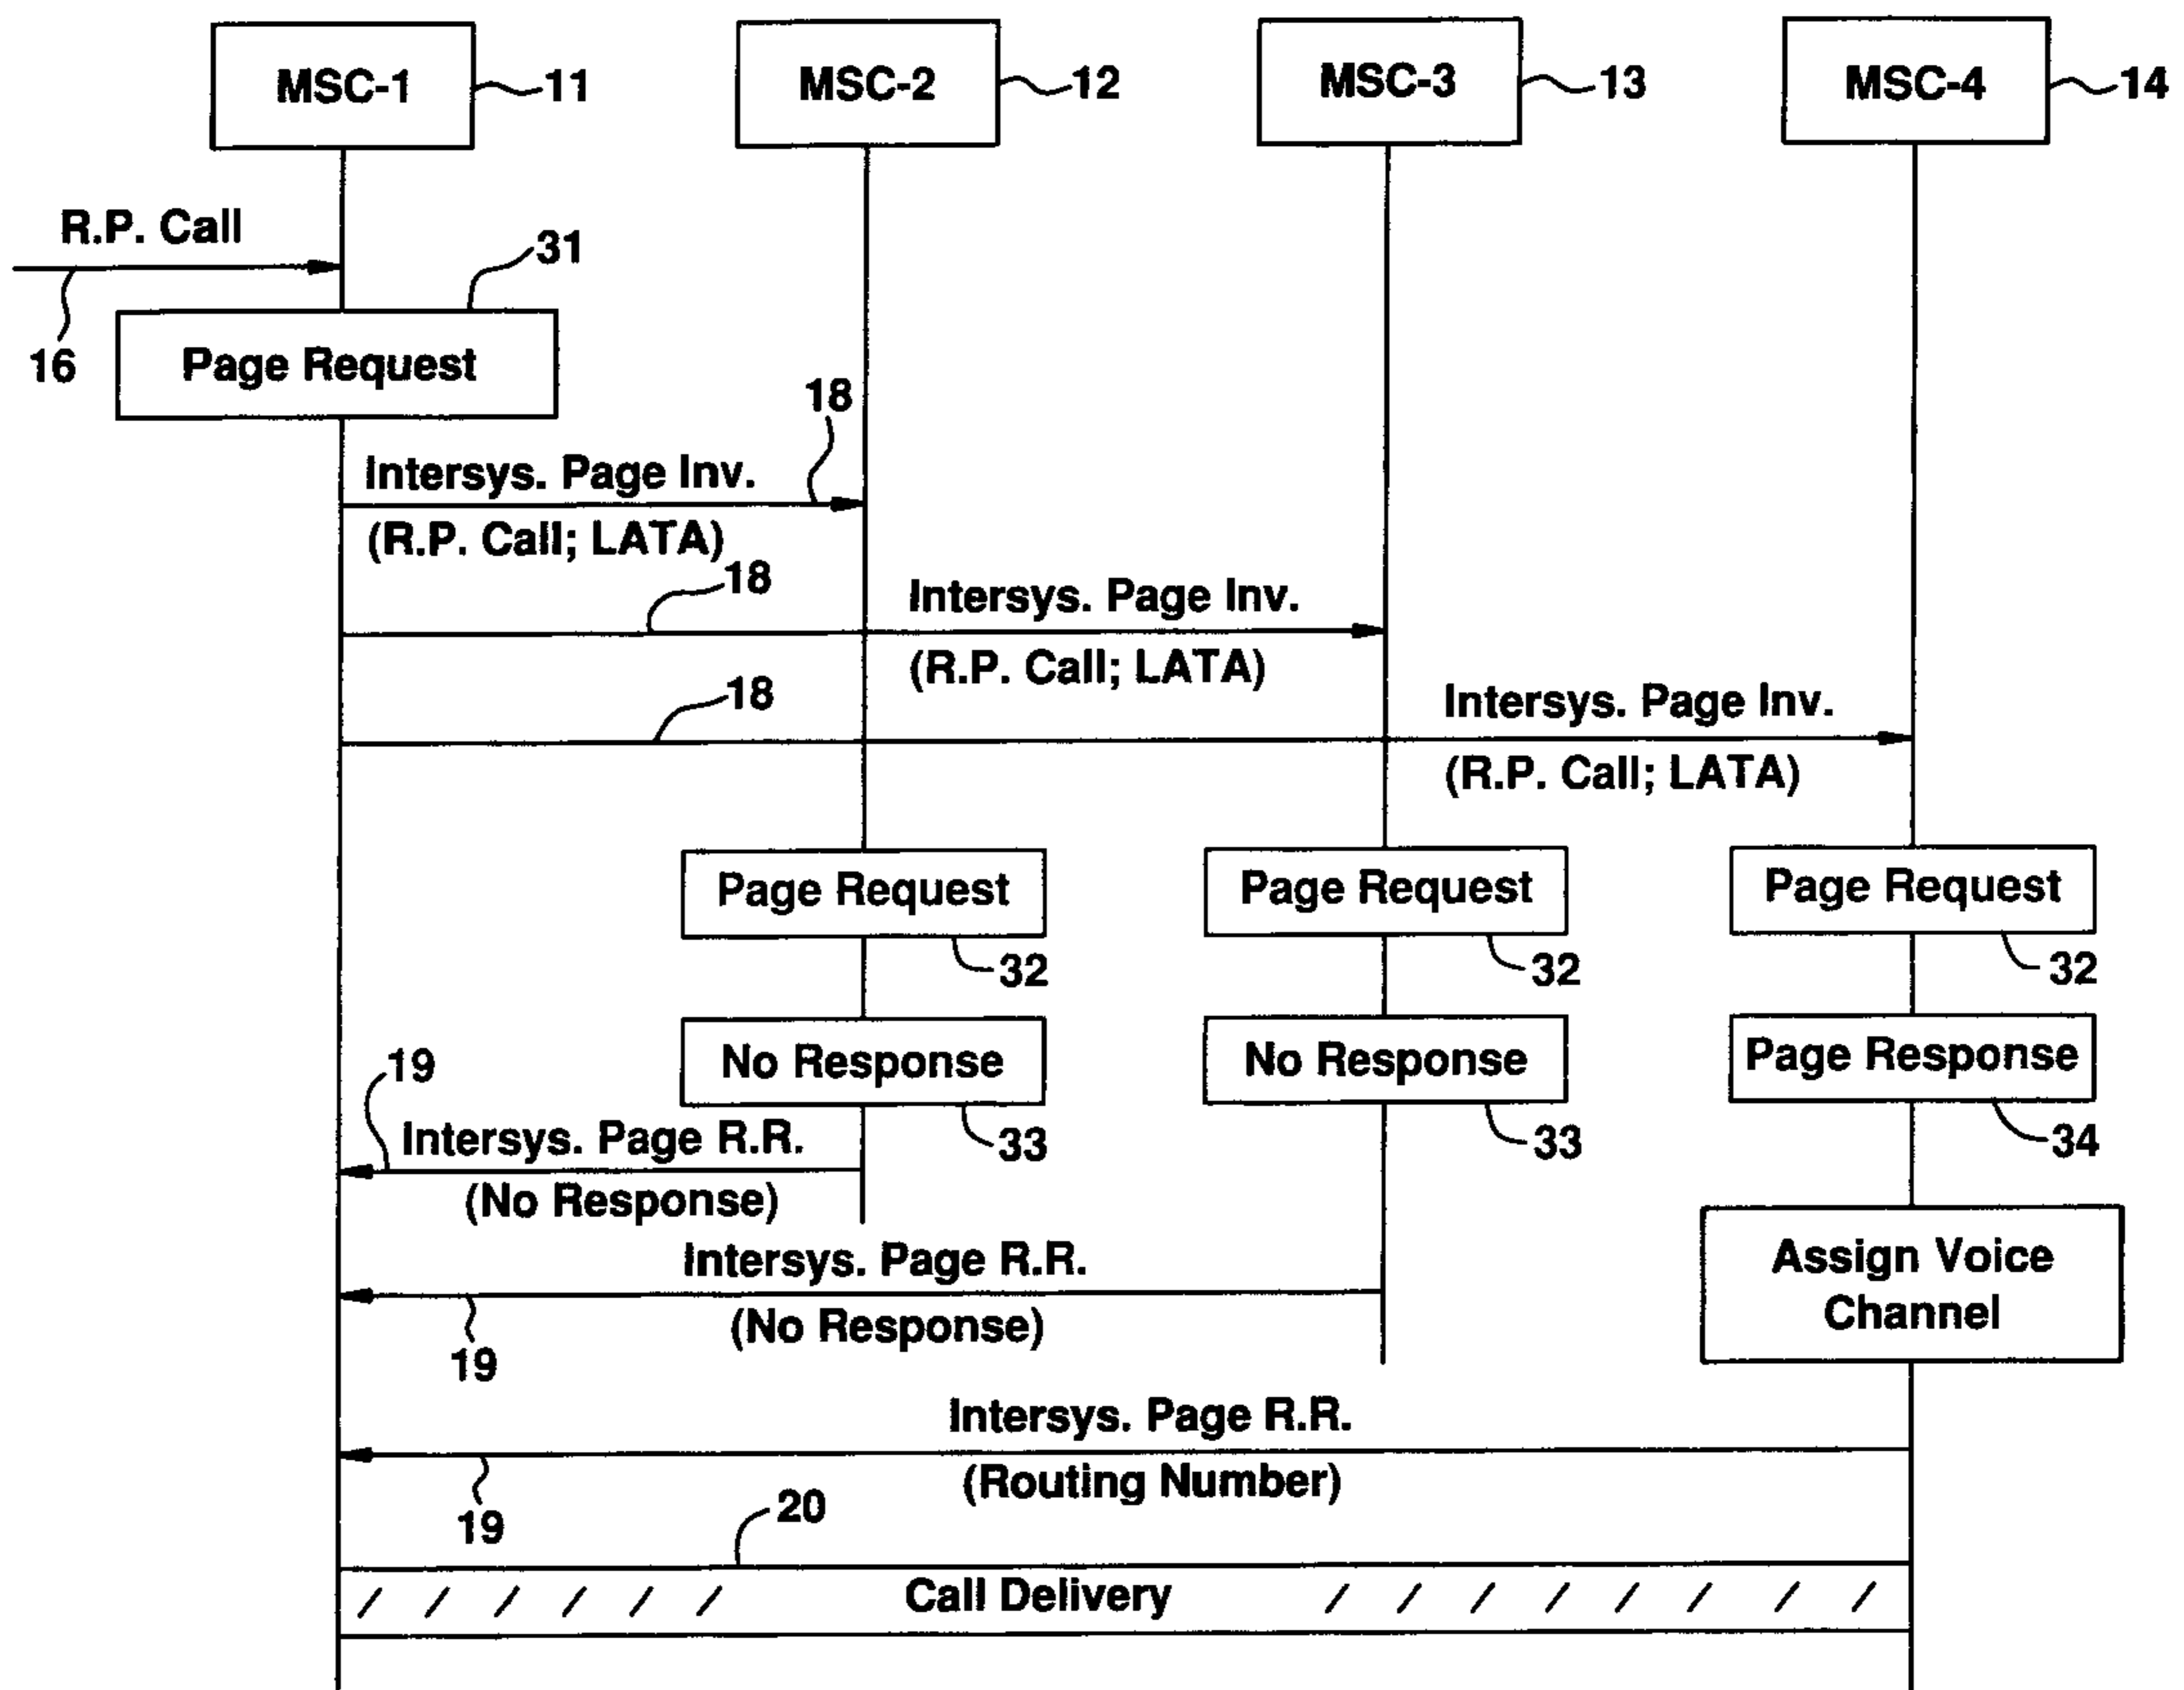 MSC-1
11
MSC-2
12
MSC-3
13
MSC-4
14
R.P. Call
16
31
Page Request
18
Intersys. Page Inv.
(R.P. Call; LATA)
18
Intersys. Page Inv.
(R.P. Call; LATA)
18
Intersys. Page Inv.
(R.P. Call; LATA)
Page Request
32
Page Request
32
Page Request
32
No Response
33
No Response
33
Page Response
34
19
Intersys. Page R.R.
(No Response)
Intersys. Page R.R.
(No Response)
19
Assign Voice
Channel
Intersys. Page R.R.
(Routing Number)
19
20
Call Delivery